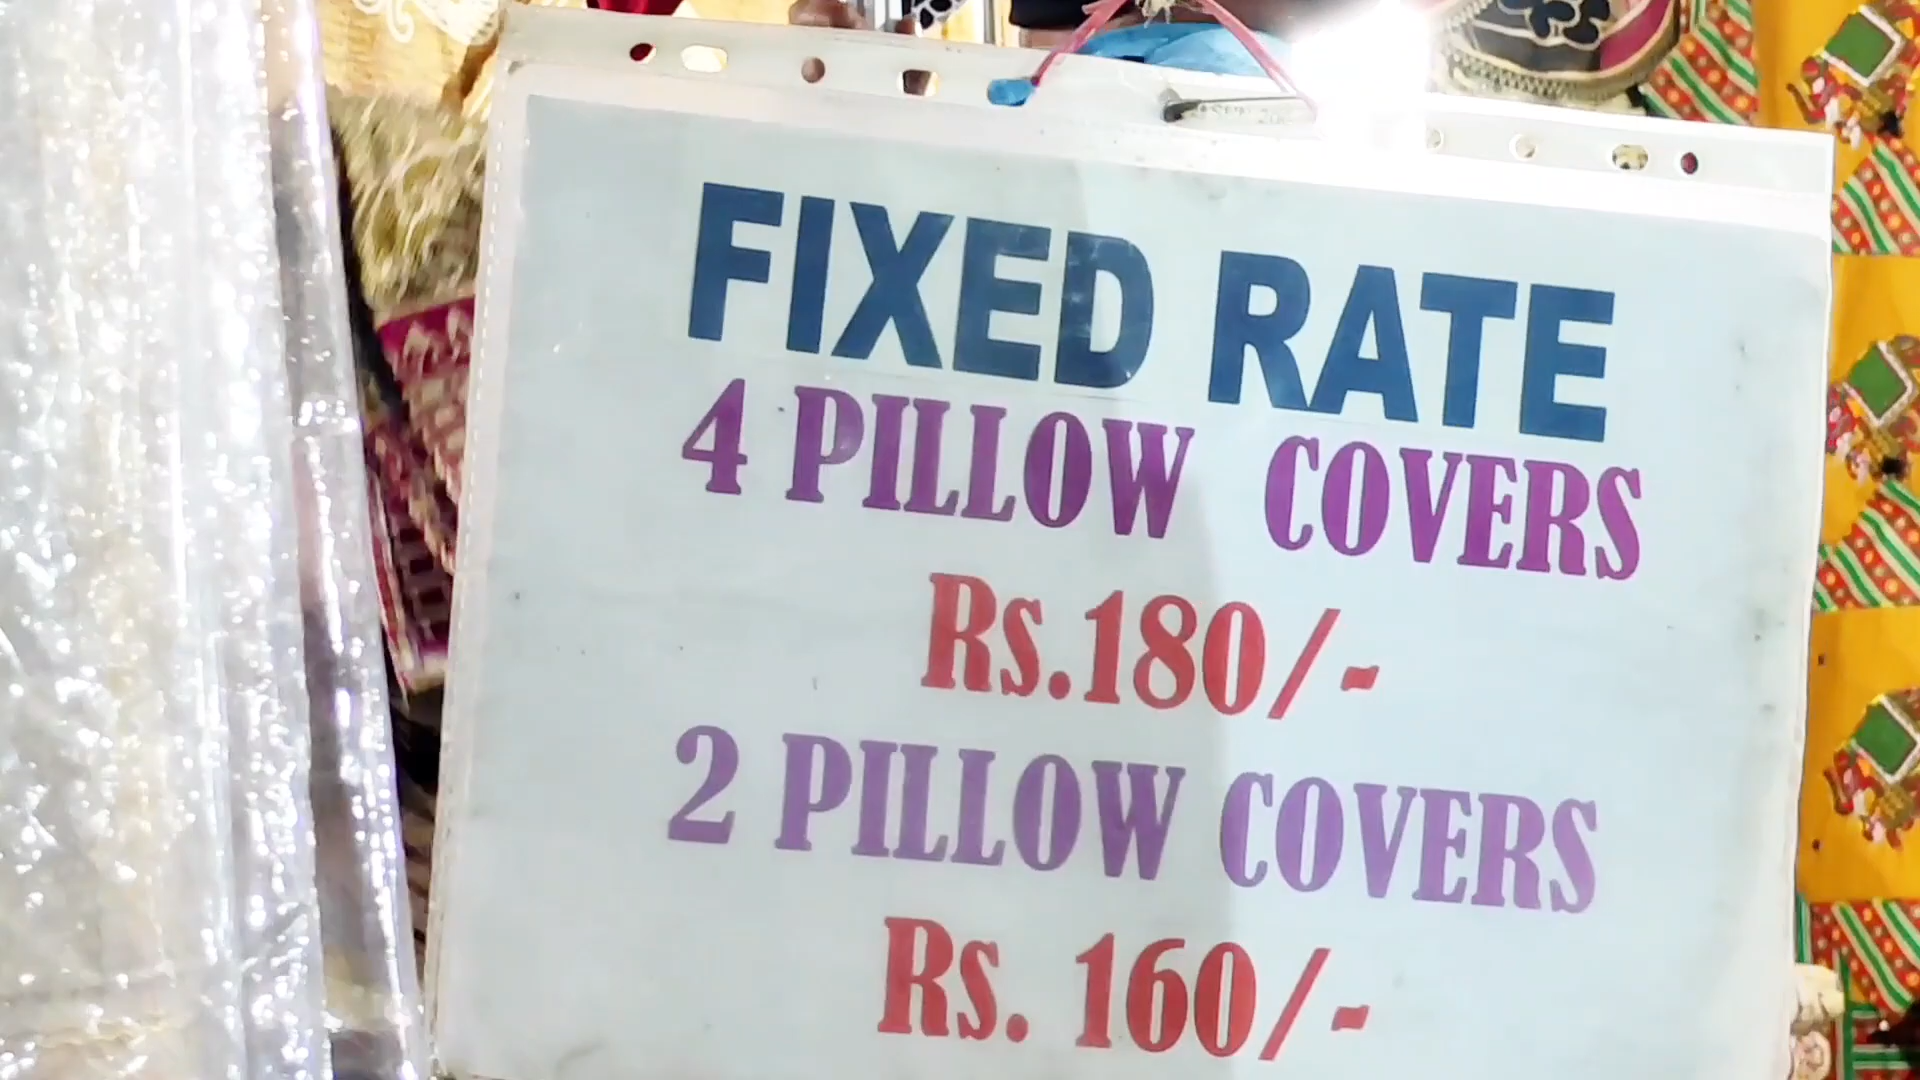 FIXED RATE
4 PILLOW COVERS
Rs.180/-
2 PILLOW COVERS
Rs. 160/-